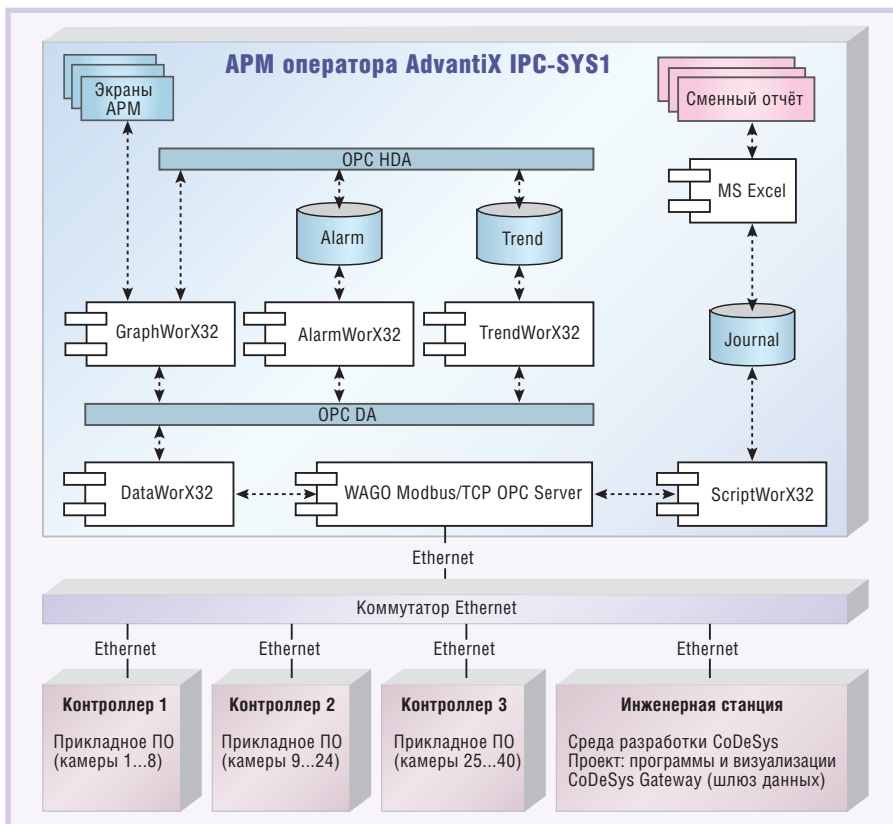 АРМ оператора AdvantiX IPC-SYS1
Экраны
АРМ
Сменный отчёт
OPC HDA
MS Excel
Alarm
Trend
GraphWorX32
AlarmWorX32
TrendWorX32
Journal
OPC DA
DataWorX32
WAGO Modbus/TCP OPC Server
ScriptWorX32
Ethernet
Коммутатор Ethernet
Ethernet
Ethernet
Ethernet
Ethernet
Контроллер 1
Прикладное ПО
(камеры 1...8)
Контроллер 2
Прикладное ПО
(камеры 9...24)
Контроллер 3
Прикладное ПО
(камеры 25...40)
Инженерная станция
Среда разработки CoDeSys
Проект: программы и визуализации
CoDeSys Gateway (шлюз данных)